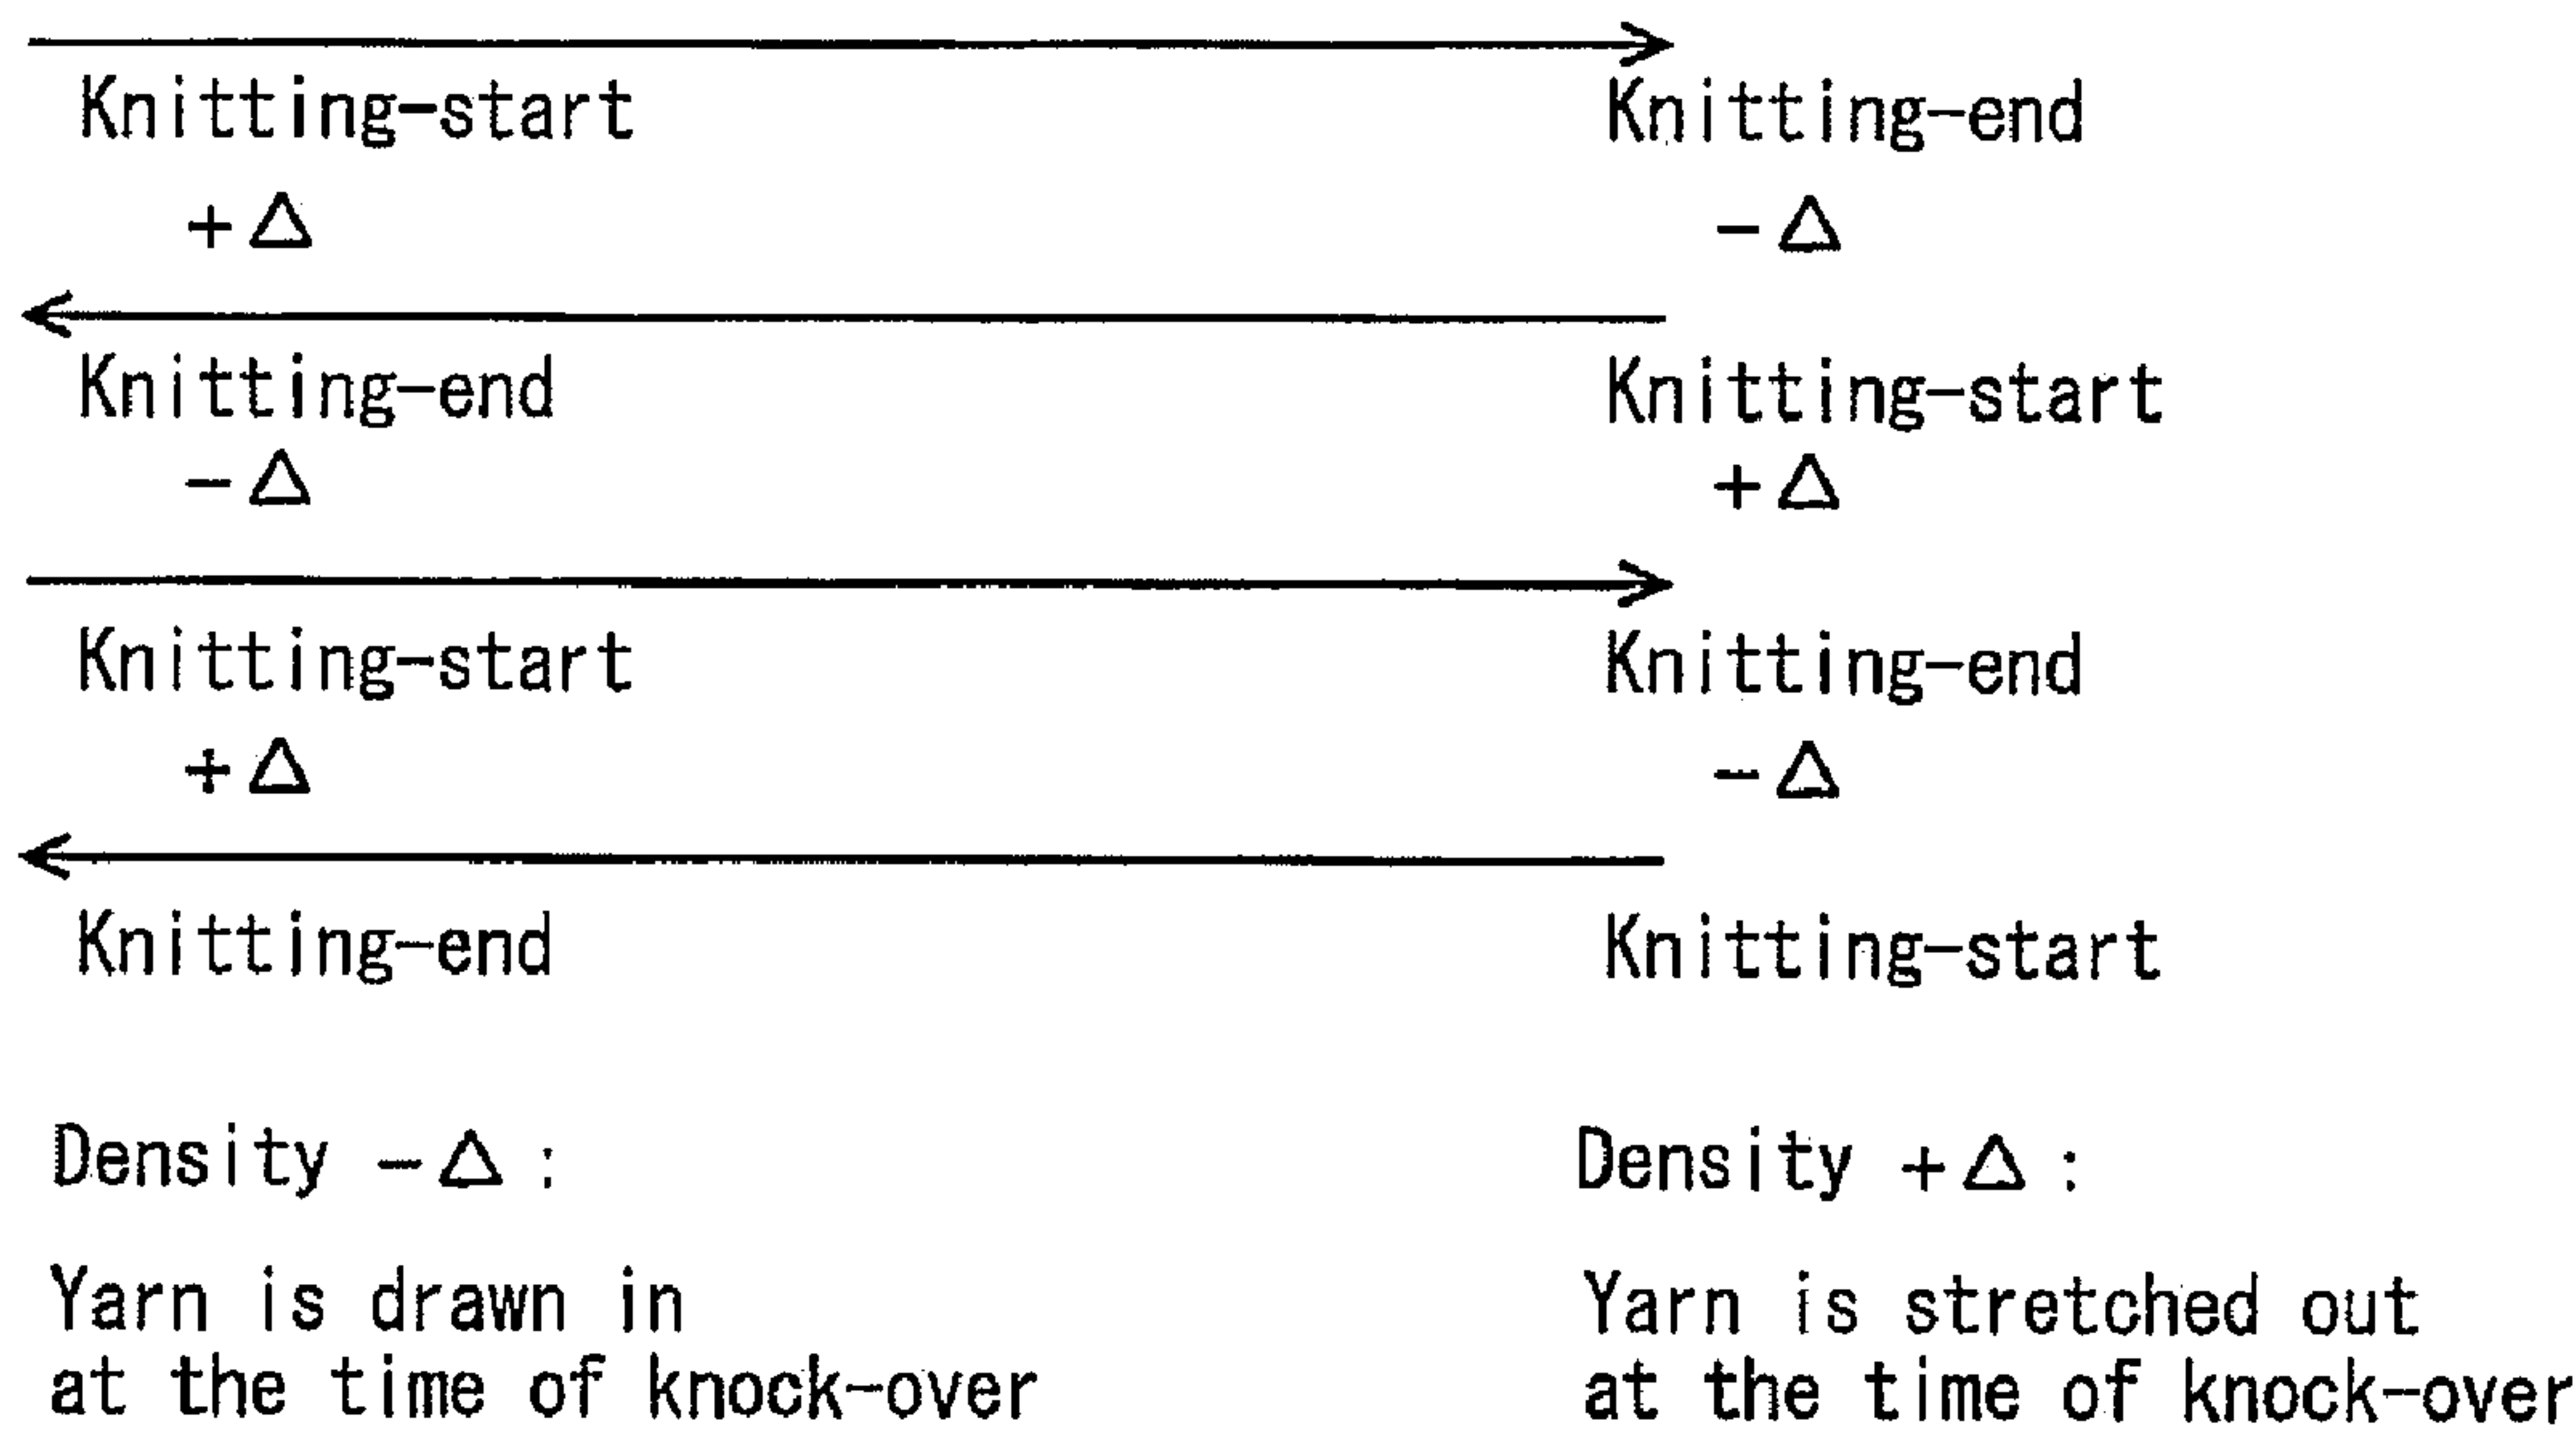 Knitting-start Knitting-end
+△ -△
Knitting-end Knitting-start
-△ +△
Knitting-start Knitting-end
+△ -△
Knitting-end Knitting-start
Density -△ : Density +△ :
Yarn is drawn in Yarn is stretched out
at the time of knock-over at the time of knock-over